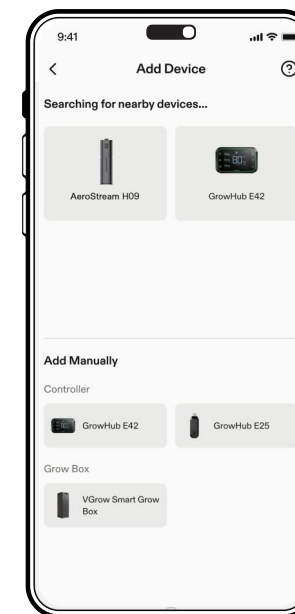 9:41
Add Device
Searching for nearby devices...
AeroStream H09
GrowHub E42
Add Manually
Controller
GrowHub E42
GrowHub E25
Grow Box
VGrow Smart Grow
Box